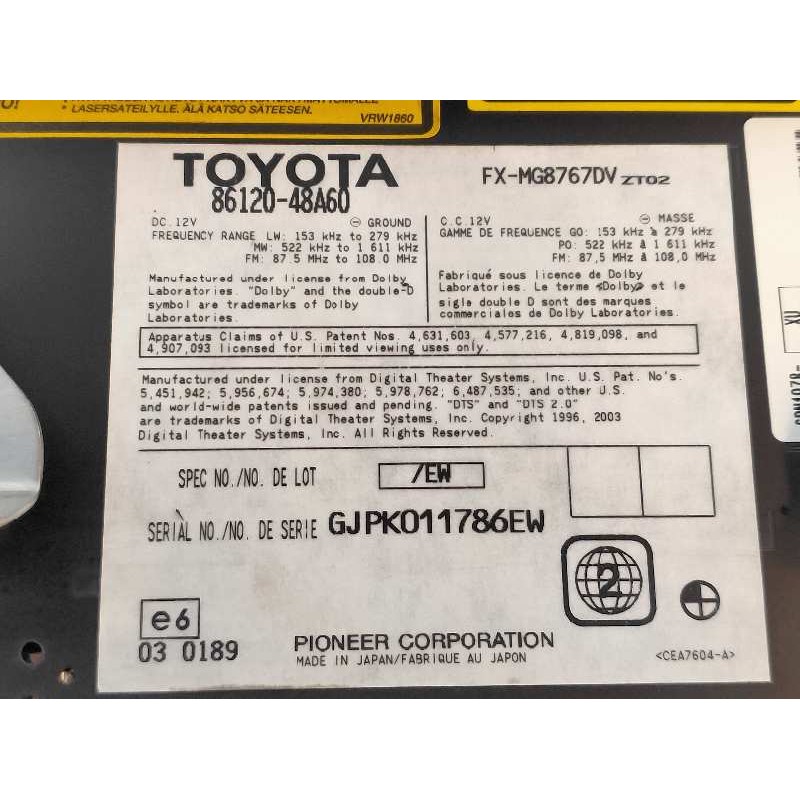 * LASERSATEILYLLE. ÄLÄ KATSO SÄTEESEN.
VRW1860
TOYOTA
86120-48A60
FX-MG8767DV ZT02
DC.12V ⊖ GROUND
FREQUENCY RANGE LW: 153 kHz to 279 kHz
MW: 522 kHz to 1 611 kHz
FM: 87.5 MHz to 108.0 MHz
C.C 12V ⊖ MASSE
GAMME DE FREQUENCE GO: 153 kHz à 279 kHz
PO: 522 kHz à 1 611 kHz
FM: 87,5 MHz à 108,0 MHz
Manufactured under license from Dolby
Laboratories. "Dolby" and the double-D
symbol are trademarks of Dolby
Laboratories.
Fabriqué sous licence de Dolby
Laboratories. Le terme «Dolby» et le
sigle double D sont des marques
commerciales de Dolby Laboratories.
Apparatus Claims of U.S. Patent Nos. 4,631,603, 4,577,216, 4,819,098, and
4,907,093 licensed for limited viewing uses only.
Manufactured under license from Digital Theater Systems, Inc. U.S. Pat. No's.
5,451,942; 5,956,674; 5,974,380; 5,978,762; 6,487,535; and other U.S.
and world-wide patents issued and pending. "DTS" and "DTS 2.0"
are trademarks of Digital Theater Systems, Inc. Copyright 1996, 2003
Digital Theater Systems, Inc. All Rights Reserved.
SPEC NO./NO. DE LOT /EW
SERIAL NO./NO. DE SERIE GJPK011786EW
2
e6
03 0189
PIONEER CORPORATION
MADE IN JAPAN/FABRIQUE AU JAPON
<CEA7604-A>
XU